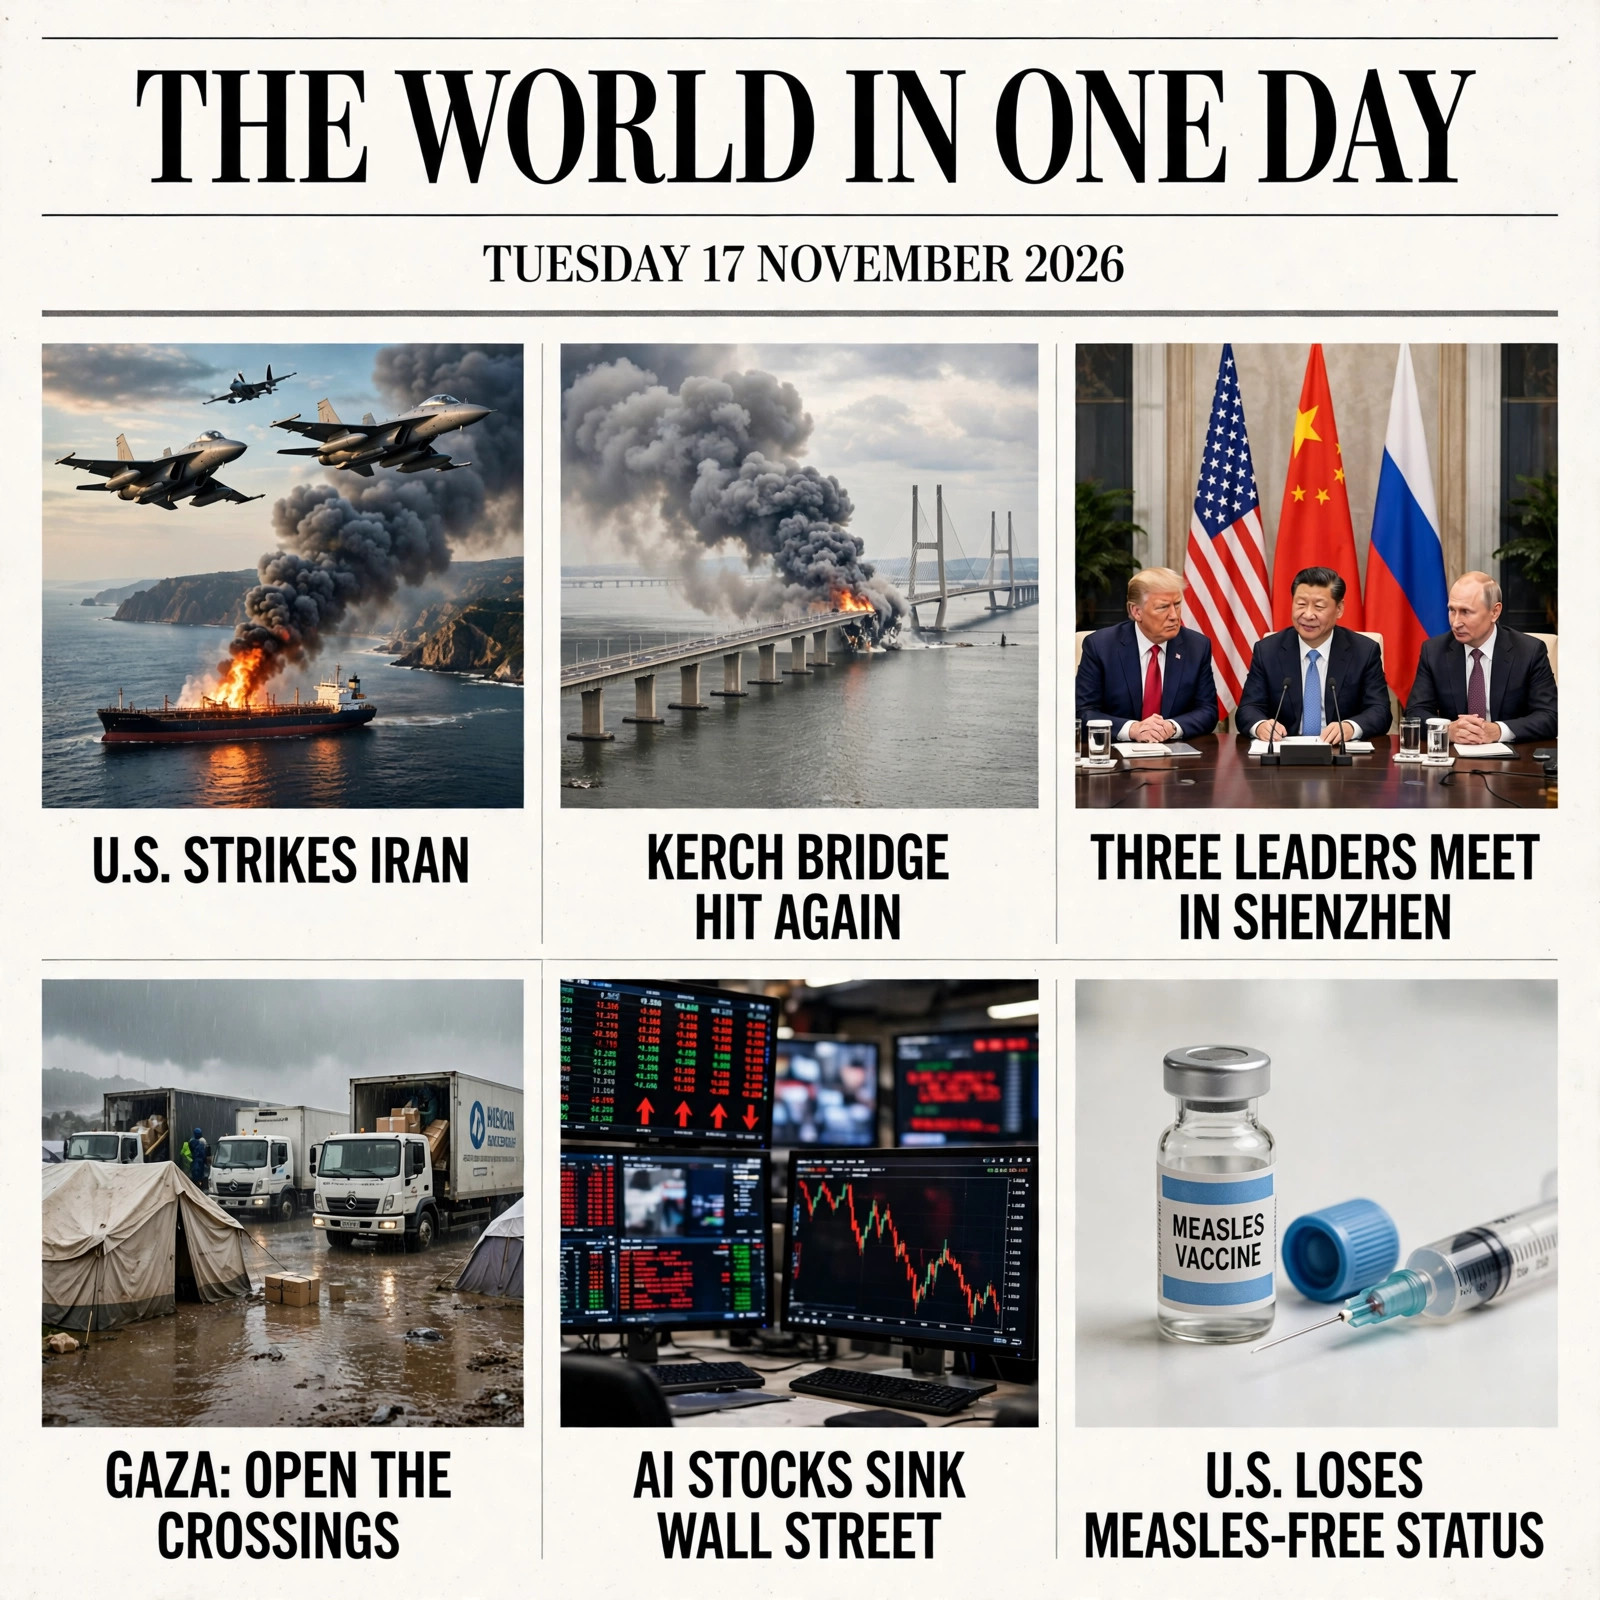 THE WORLD IN ONE DAY
TUESDAY 17 NOVEMBER 2026
U.S. STRIKES IRAN
KERCH BRIDGE
HIT AGAIN
THREE LEADERS MEET
IN SHENZHEN
MEASLES
VACCINE
GAZA: OPEN THE
CROSSINGS
AI STOCKS SINK
WALL STREET
U.S. LOSES
MEASLES-FREE STATUS